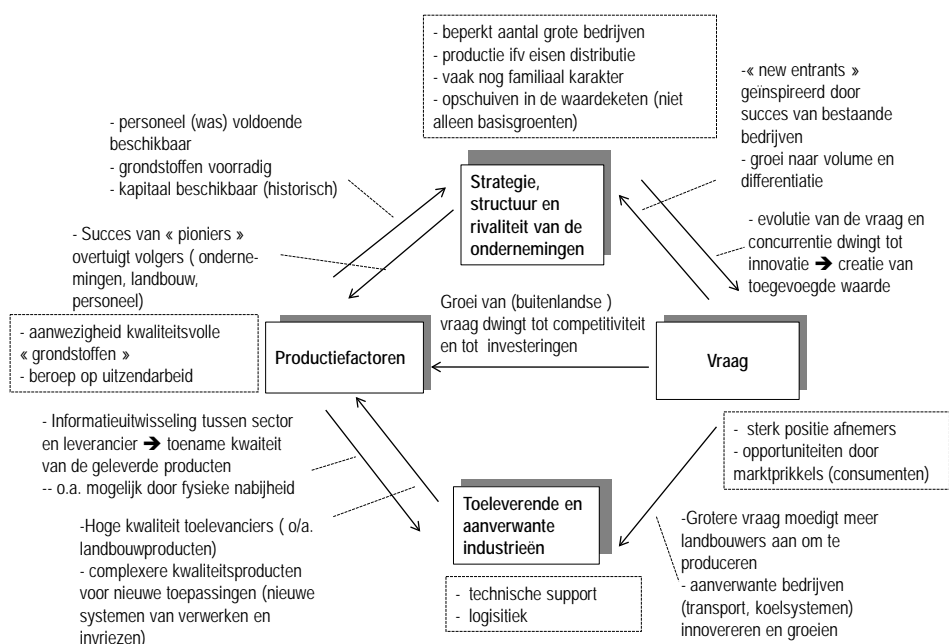 - beperkt aantal grote bedrijven
- productie ifv eisen distributie
- vaak nog familiaal karakter
- opschuiven in de waardeketen (niet
alleen basisgroenten)
-« new entrants »
geïnspireerd door
succes van bestaande
bedrijven
- groei naar volume en
differentiatie
- personeel (was) voldoende
beschikbaar
- grondstoffen voorradig
- kapitaal beschikbaar (historisch)
Strategie,
structuur en
rivaliteit van de
ondernemingen
- evolutie van de vraag en
concurrentie dwingt tot
innovatie ➔ creatie van
toegevoegde waarde
- Succes van « pioniers »
overtuigt volgers ( onderne-
mingen, landbouw,
personeel)
Groei van (buitenlandse )
vraag dwingt tot competitiviteit
en tot investeringen
- aanwezigheid kwaliteitsvolle
« grondstoffen »
- beroep op uitzendarbeid
Productiefactoren
Vraag
- Informatieuitwisseling tussen sector
en leverancier ➔ toename kwaiteit
van de geleverde producten
-- o.a. mogelijk door fysieke nabijheid
- sterk positie afnemers
- opportuniteiten door
marktprikkels (consumenten)
-Hoge kwaliteit toelevanciers ( o/a.
landbouwproducten)
- complexere kwaliteitsproducten
voor nieuwe toepassingen (nieuwe
systemen van verwerken en
invriezen)
Toeleverende en
aanverwante
industrieën
-Grotere vraag moedigt meer
landbouwers aan om te
produceren
- aanverwante bedrijven
(transport, koelsystemen)
innovereren en groeien
- technische support
- logisitiek